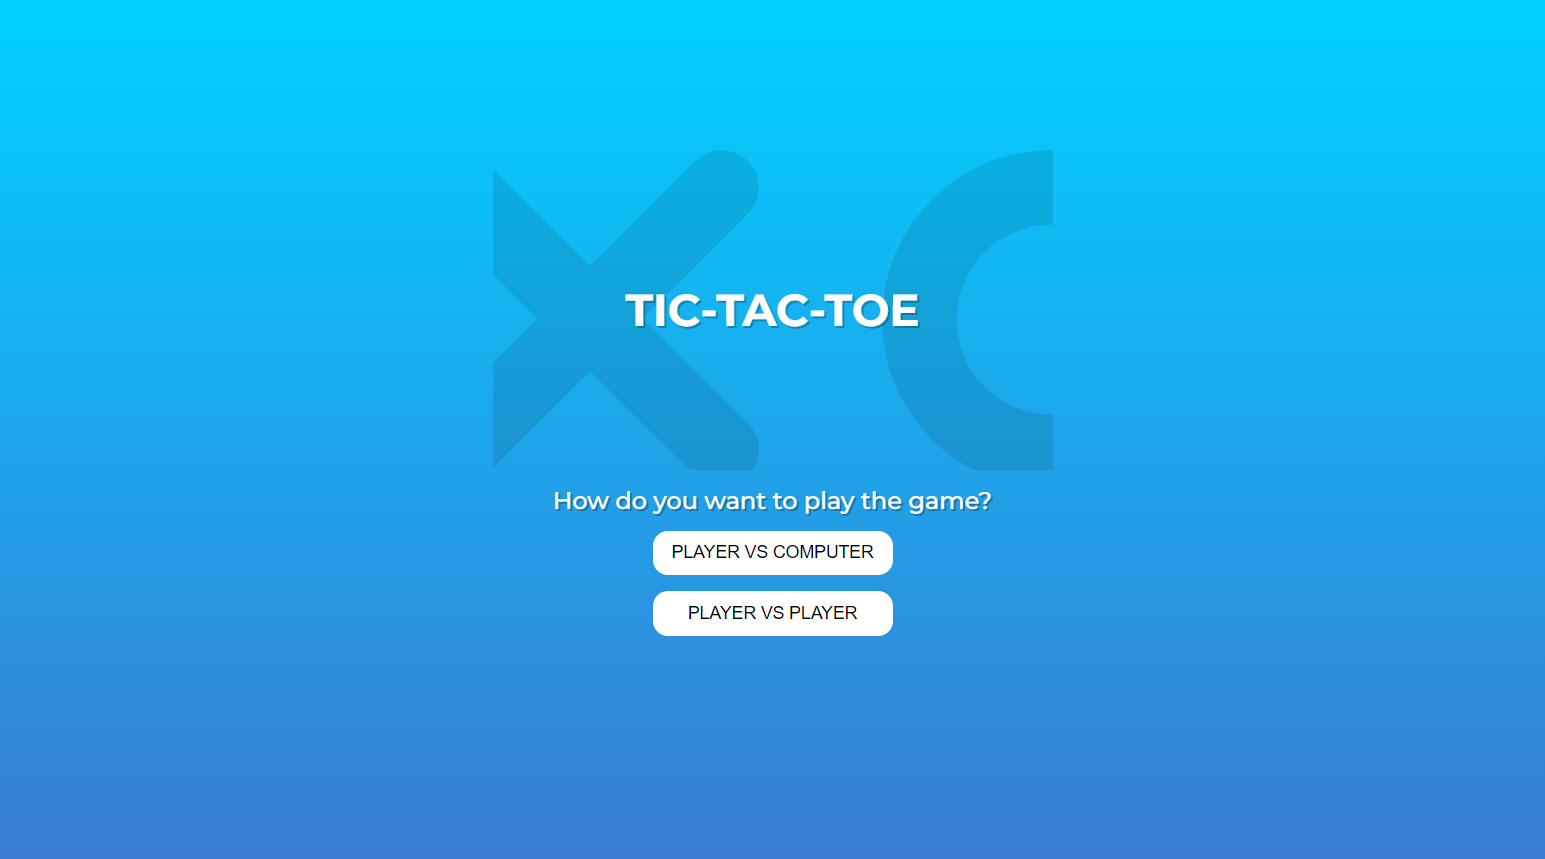 TIC-TAC-TOE
How do you want to play the game?
PLAYER VS COMPUTER
PLAYER VS PLAYER